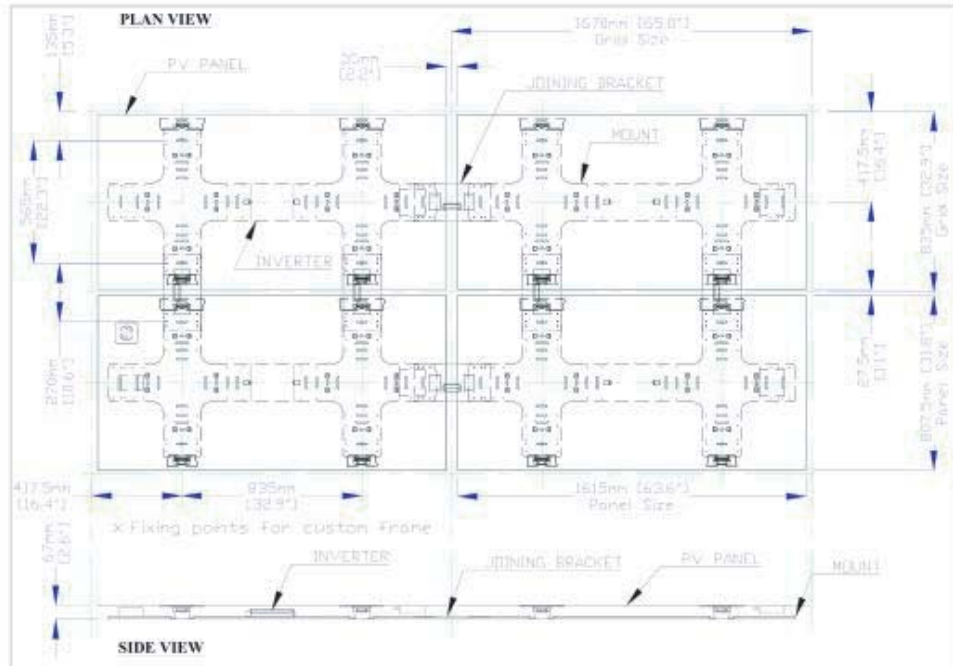 PLAN VIEW
1670mm [65.0"]
Grid Size
135mm
[5.3"]
PV PANEL
55mm
[2.2"]
JOINING BRACKET
MOUNT
417.5mm
[16.4"]
835mm [32.9"]
Grid Size
565mm
[22.3"]
INVERTER
220mm
[8.6"]
27.5mm
[1.1"]
807.5mm [31.8"]
Panel Size
417.5mm
[16.4"]
835mm
[32.9"]
1615mm [63.6"]
Panel Size
x Fixing points for custom frame
67mm
[2.6"]
INVERTER
JOINING BRACKET
PV PANEL
MOUNT
SIDE VIEW